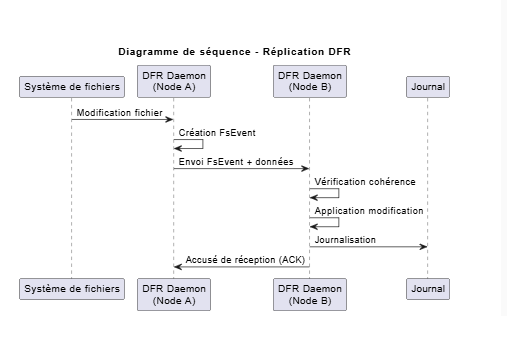 Diagramme de séquence - Réplication DFR
Système de fichiers
DFR Daemon
(Node A)
DFR Daemon
(Node B)
Journal
Modification fichier
Création FsEvent
Envoi FsEvent + données
Vérification cohérence
Application modification
Journalisation
Accusé de réception (ACK)
Système de fichiers
DFR Daemon
(Node A)
DFR Daemon
(Node B)
Journal